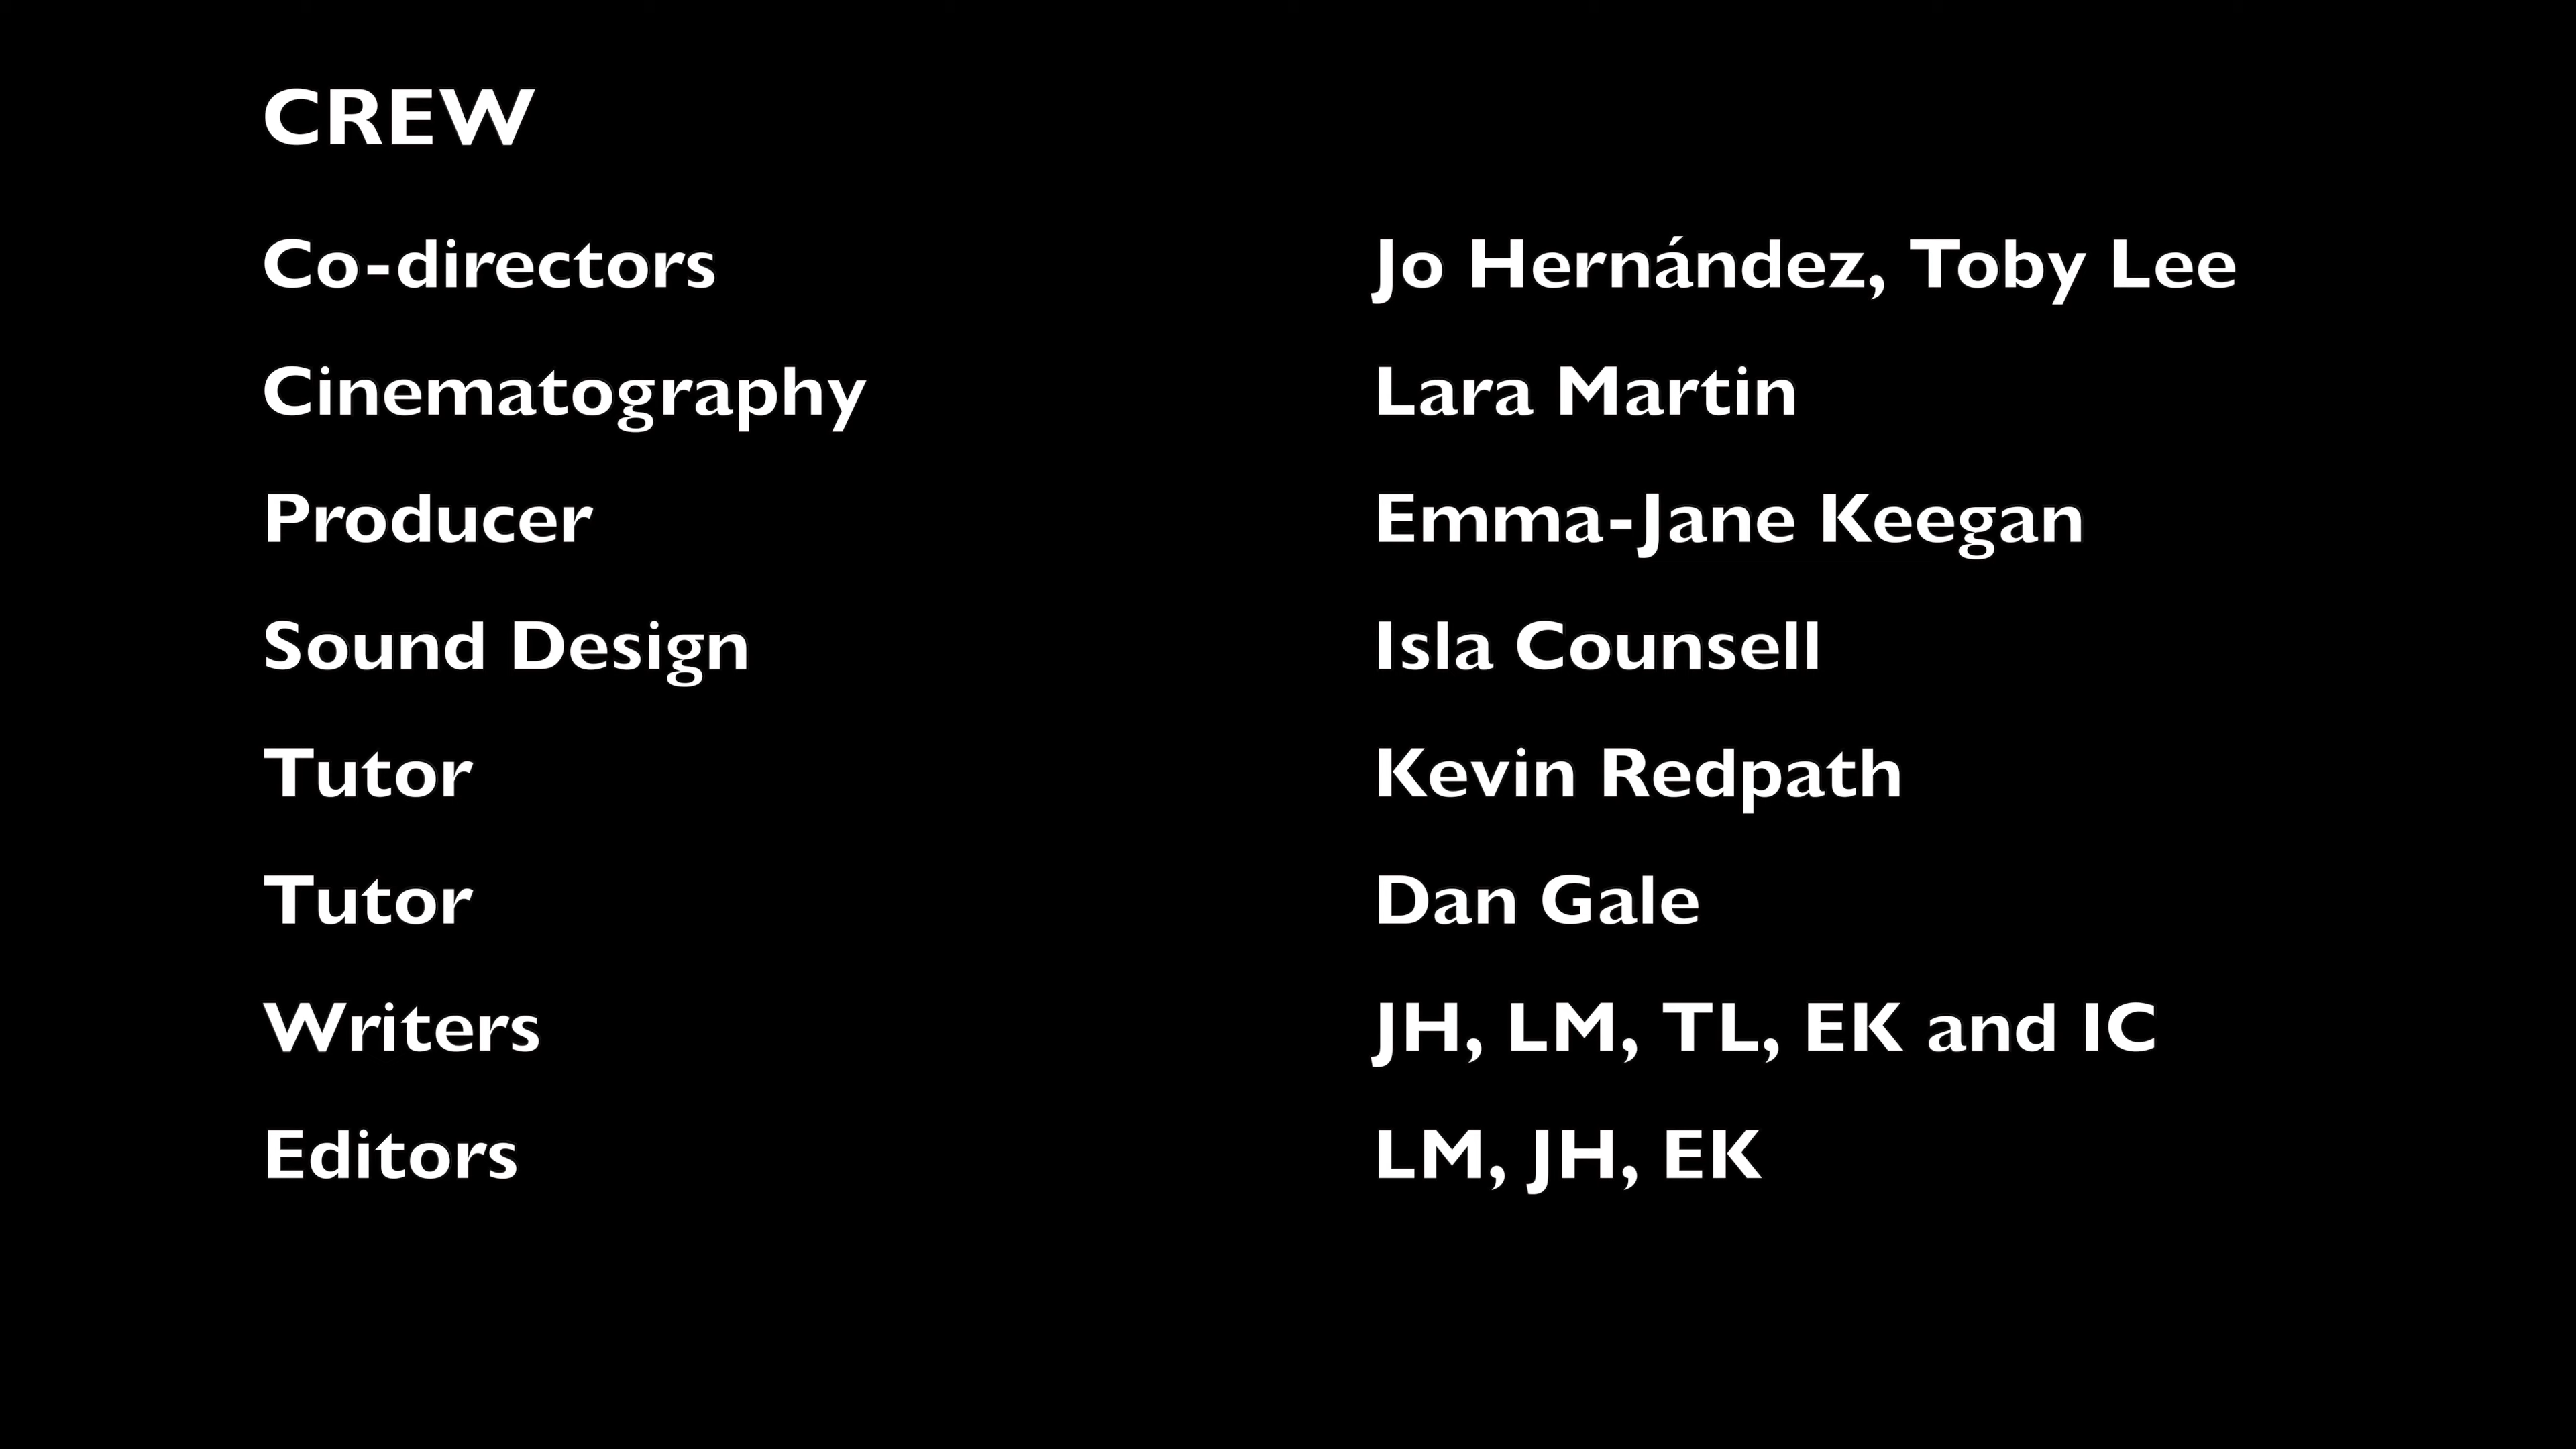 CREW
Co-directors Jo Hernández, Toby Lee
Cinematography Lara Martin
Producer Emma-Jane Keegan
Sound Design Isla Counsell
Tutor Kevin Redpath
Tutor Dan Gale
Writers JH, LM, TL, EK and IC
Editors LM, JH, EK